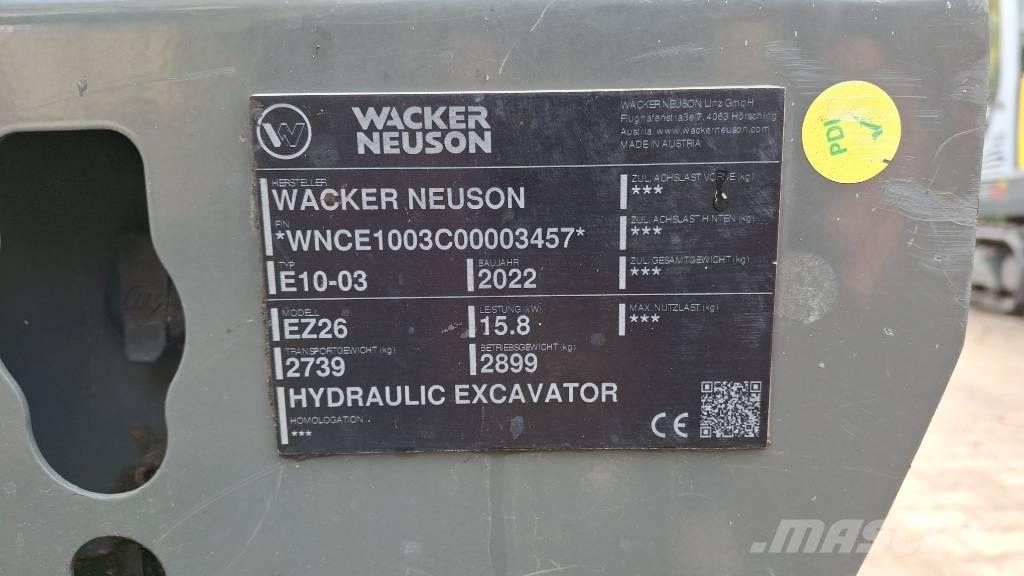 WACKER
NEUSON
WACKER NEUSON Linz GmbH
Flughafenstraße 7, 4063 Hörsching
Austria, www.wackerneuson.com
MADE IN AUSTRIA
HERSTELLER
WACKER NEUSON
FIN
*WNCE1003C00003457*
TYP
E10-03
BAUJAHR
2022
MODELL
EZ26
LEISTUNG (kW)
15.8
TRANSPORTGEWICHT (kg)
2739
BETRIEBSGEWICHT (kg)
2899
HYDRAULIC EXCAVATOR
HOMOLOGATION
***
ZUL. ACHSLAST VORNE (kg)
***
ZUL. ACHSLAST HINTEN (kg)
***
ZUL. GESAMTGEWICHT (kg)
***
MAX. NUTZLAST (kg)
***
CE
PDI
MASCUS